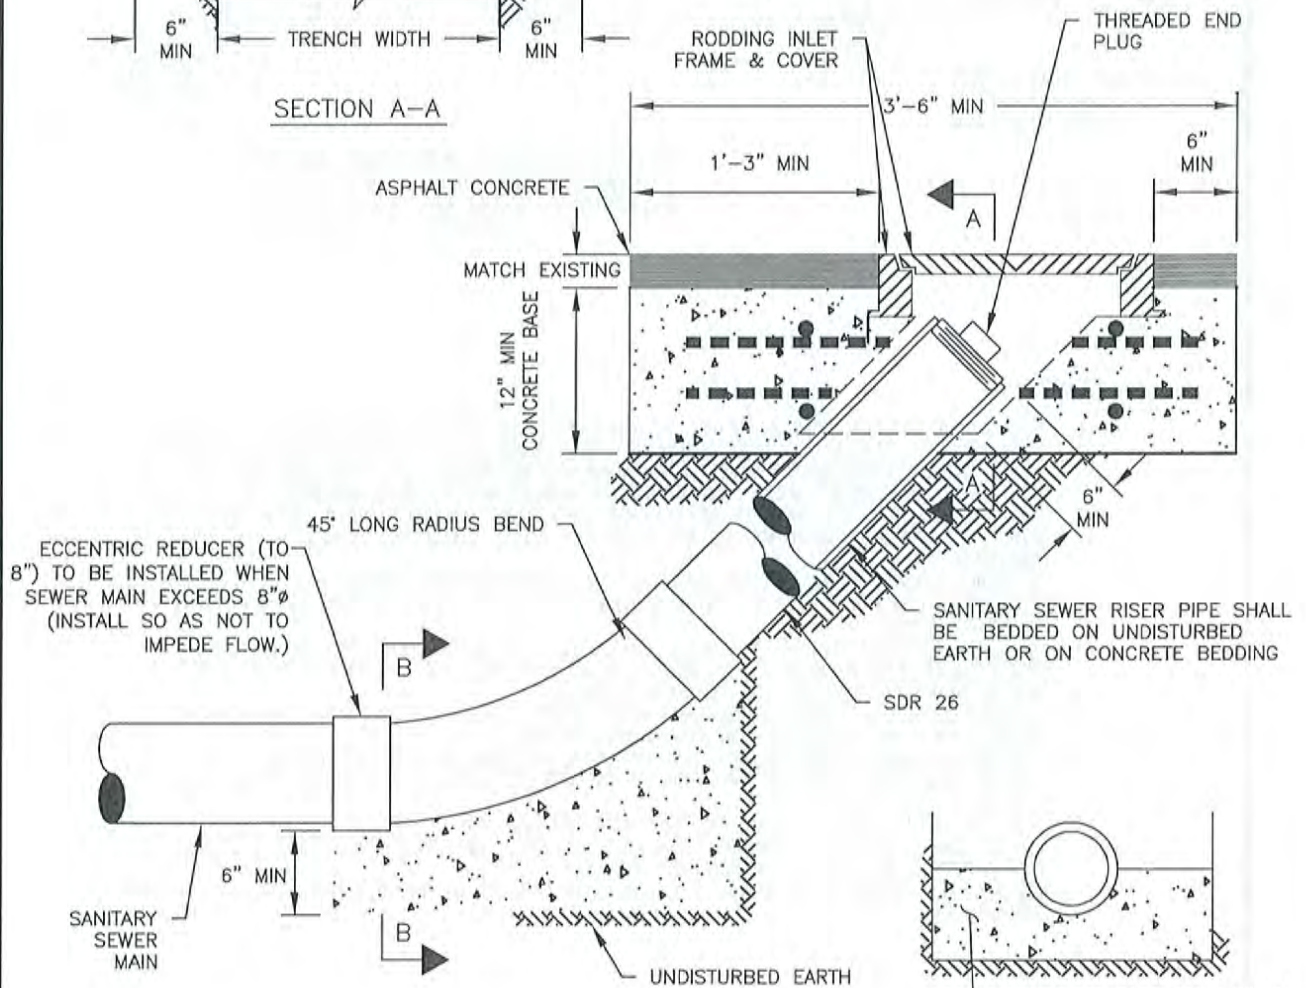 6"
MIN
TRENCH WIDTH
6"
MIN
SECTION A-A
RODDING INLET
FRAME & COVER
THREADED END
PLUG
3'-6" MIN
1'-3" MIN
6"
MIN
ASPHALT CONCRETE
A
MATCH EXISTING
12" MIN
CONCRETE BASE
A
6"
MIN
45° LONG RADIUS BEND
ECCENTRIC REDUCER (TO
8") TO BE INSTALLED WHEN
SEWER MAIN EXCEEDS 8"ø
(INSTALL SO AS NOT TO
IMPEDE FLOW.)
B
SANITARY SEWER RISER PIPE SHALL
BE BEDDED ON UNDISTURBED
EARTH OR ON CONCRETE BEDDING
SDR 26
6" MIN
SANITARY
SEWER
MAIN
B
UNDISTURBED EARTH